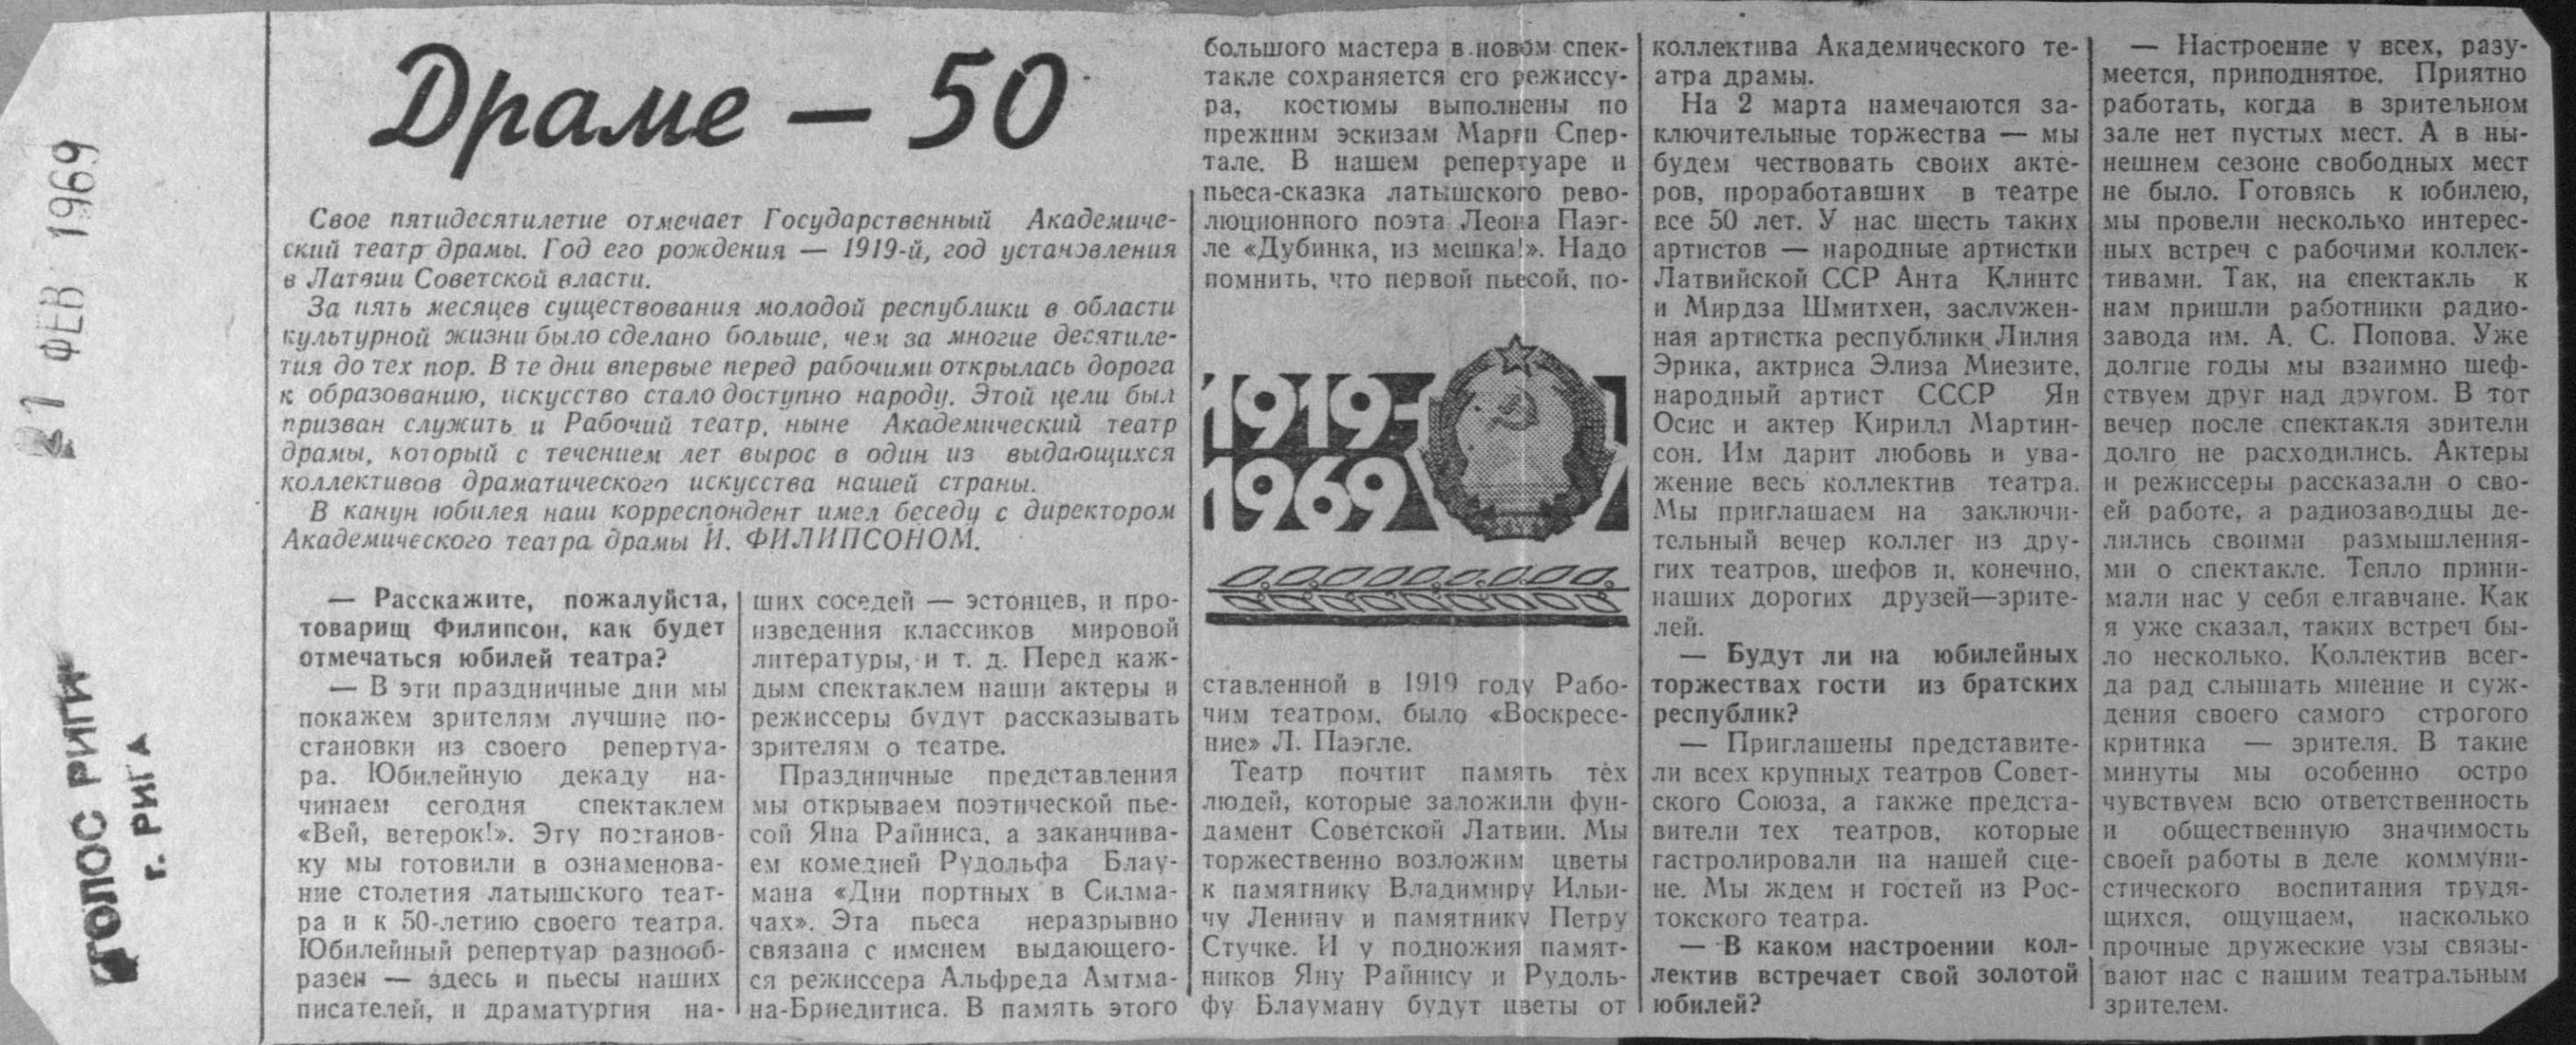 21 ФЕВ 1969
ГОЛОС РИГИ
г. РИГА
Драме — 50
Свое пятидесятилетие отмечает Государственный Академиче-
ский театр драмы. Год его рождения — 1919-й, год установления
в Латвии Советской власти.
За пять месяцев существования молодой республики в области
культурной жизни было сделано больше, чем за многие десятиле-
тия до тех пор. В те дни впервые перед рабочими открылась дорога
к образованию, искусство стало доступно народу. Этой цели был
призван служить и Рабочий театр, ныне Академический театр
драмы, который с течением лет вырос в один из выдающихся
коллективов драматического искусства нашей страны.
В канун юбилея наш корреспондент имел беседу с директором
Академического театра драмы И. ФИЛИПСОНОМ.
— Расскажите, пожалуйста,
товарищ Филипсон, как будет
отмечаться юбилей театра?
— В эти праздничные дни мы
покажем зрителям лучшие по-
становки из своего репертуа-
ра. Юбилейную декаду на-
чинаем сегодня спектаклем
«Вей, ветерок!». Эту постанов-
ку мы готовили в ознаменова-
ние столетия латышского теат-
ра и к 50-летию своего театра.
Юбилейный репертуар разнооб-
разен — здесь и пьесы наших
писателей, и драматургия на-
ших соседей — эстонцев, и про-
изведения классиков мировой
литературы, и т. д. Перед каж-
дым спектаклем наши актеры и
режиссеры будут рассказывать
зрителям о театре.
Праздничные представления
мы открываем поэтической пье-
сой Яна Райниса, а заканчива-
ем комедией Рудольфа Блау-
мана «Дни портных в Силма-
чах». Эта пьеса неразрывно
связана с именем выдающего-
ся режиссера Альфреда Амтма-
на-Бриедитиса. В память этого
большого мастера в новом спек-
такле сохраняется его режиссу-
ра, костюмы выполнены по
прежним эскизам Марги Спер-
тале. В нашем репертуаре и
пьеса-сказка латышского рево-
люционного поэта Леона Паэг-
ле «Дубинка, из мешка!». Надо
помнить, что первой пьесой, по-
1919-
1969
ставленной в 1919 году Рабо-
чим театром, было «Воскресе-
ние» Л. Паэгле.
Театр почтит память тех
людей, которые заложили фун-
дамент Советской Латвии. Мы
торжественно возложим цветы
к памятнику Владимиру Ильи-
чу Ленину и памятнику Петру
Стучке. И у подножия памят-
ников Яну Райнису и Рудоль-
фу Блауману будут цветы от
коллектива Академического те-
атра драмы.
На 2 марта намечаются за-
ключительные торжества — мы
будем чествовать своих акте-
ров, проработавших в театре
все 50 лет. У нас шесть таких
артистов — народные артистки
Латвийской ССР Анта Клинтс
и Мирдза Шмитхен, заслужен-
ная артистка республики Лилия
Эрика, актриса Элиза Миезите,
народный артист СССР Ян
Осис и актер Кирилл Мартин-
сон. Им дарит любовь и ува-
жение весь коллектив театра.
Мы приглашаем на заключи-
тельный вечер коллег из дру-
гих театров, шефов и, конечно,
наших дорогих друзей—зрите-
лей.
— Будут ли на юбилейных
торжествах гости из братских
республик?
— Приглашены представите-
ли всех крупных театров Совет-
ского Союза, а также предста-
вители тех театров, которые
гастролировали на нашей сце-
не. Мы ждем и гостей из Рос-
токского театра.
— В каком настроении кол-
лектив встречает свой золотой
юбилей?
— Настроение у всех, разу-
меется, приподнятое. Приятно
работать, когда в зрительном
зале нет пустых мест. А в ны-
нешнем сезоне свободных мест
не было. Готовясь к юбилею,
мы провели несколько интерес-
ных встреч с рабочими коллек-
тивами. Так, на спектакль к
нам пришли работники радио-
завода им. А. С. Попова. Уже
долгие годы мы взаимно шеф-
ствуем друг над другом. В тот
вечер после спектакля зрители
долго не расходились. Актеры
и режиссеры рассказали о сво-
ей работе, а радиозаводцы де-
лились своими размышления-
ми о спектакле. Тепло прини-
мали нас у себя елгавчане. Как
я уже сказал, таких встреч бы-
ло несколько. Коллектив всег-
да рад слышать мнение и суж-
дения своего самого строгого
критика — зрителя. В такие
минуты мы особенно остро
чувствуем всю ответственность
и общественную значимость
своей работы в деле коммуни-
стического воспитания трудя-
щихся, ощущаем, насколько
прочные дружеские узы связы-
вают нас с нашим театральным
зрителем.